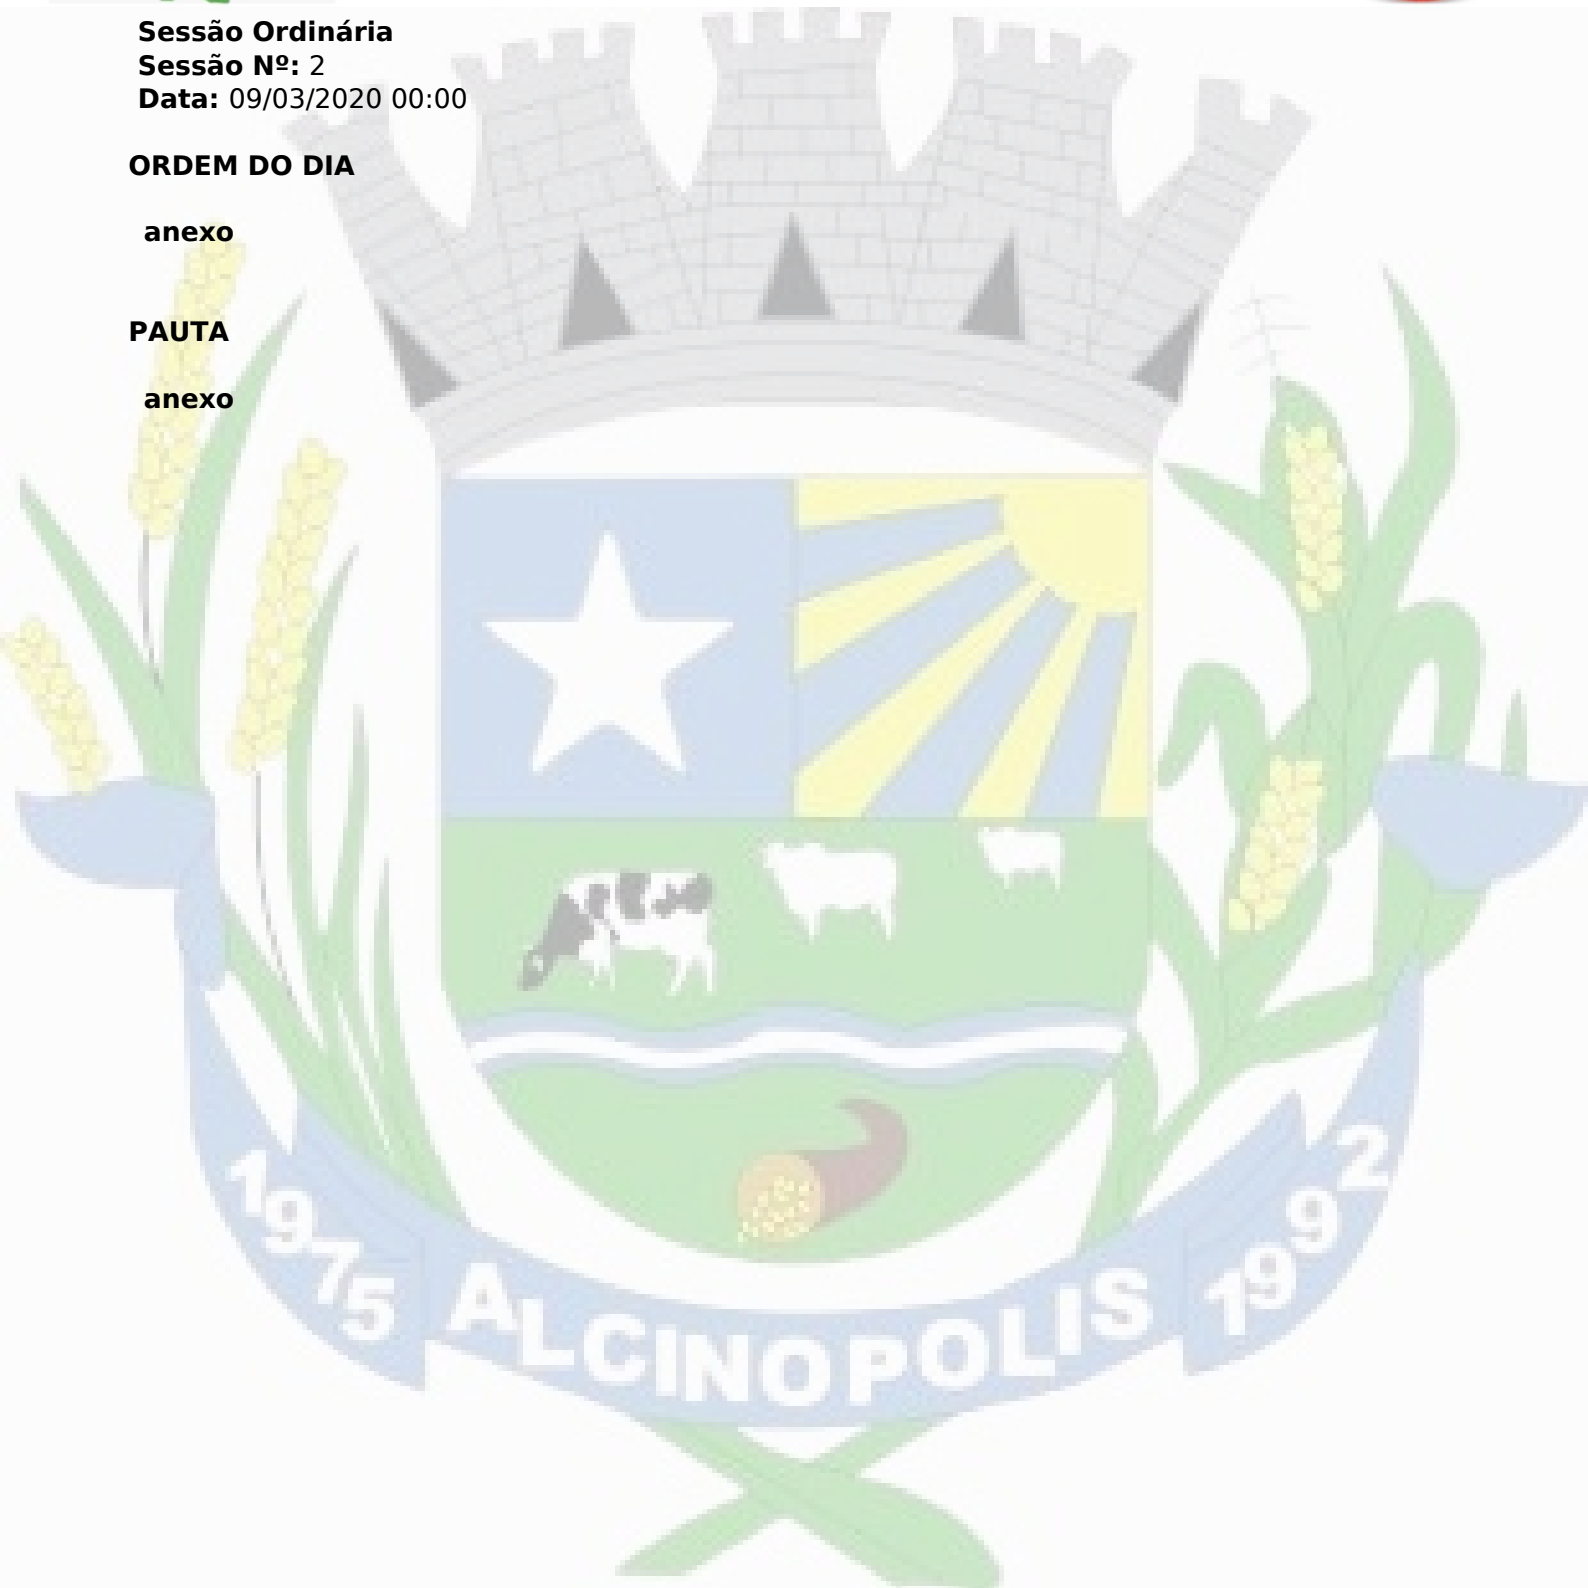 Sessão Ordinária
Sessão Nº: 2
Data: 09/03/2020 00:00
ORDEM DO DIA
anexo
PAUTA
anexo
1975 ALCINOPOLIS 1992